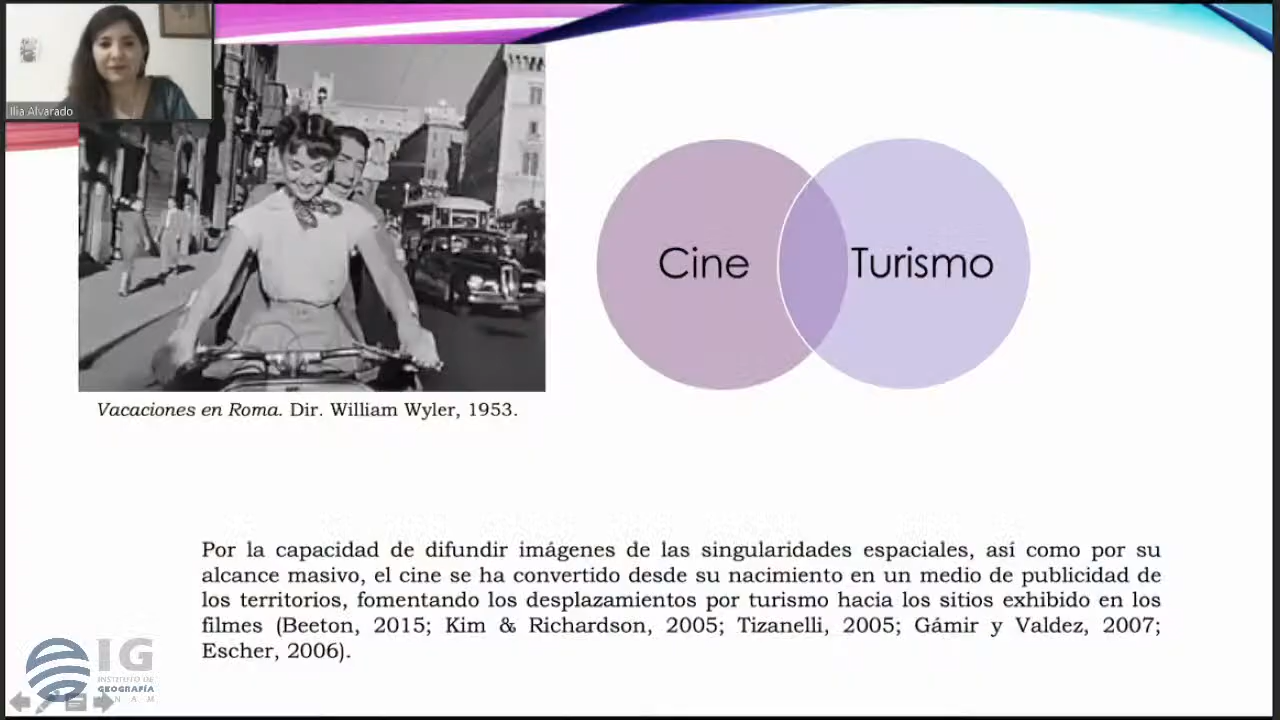 Ilia Alvarado
Cine
Turismo
Vacaciones en Roma. Dir. William Wyler, 1953.
Por la capacidad de difundir imágenes de las singularidades espaciales, así como por su
alcance masivo, el cine se ha convertido desde su nacimiento en un medio de publicidad de
los territorios, fomentando los desplazamientos por turismo hacia los sitios exhibido en los
filmes (Beeton, 2015; Kim & Richardson, 2005; Tizanelli, 2005; Gámir y Valdez, 2007;
Escher, 2006).
IG
INSTITUTO DE
GEOGRAFÍA
U N A M